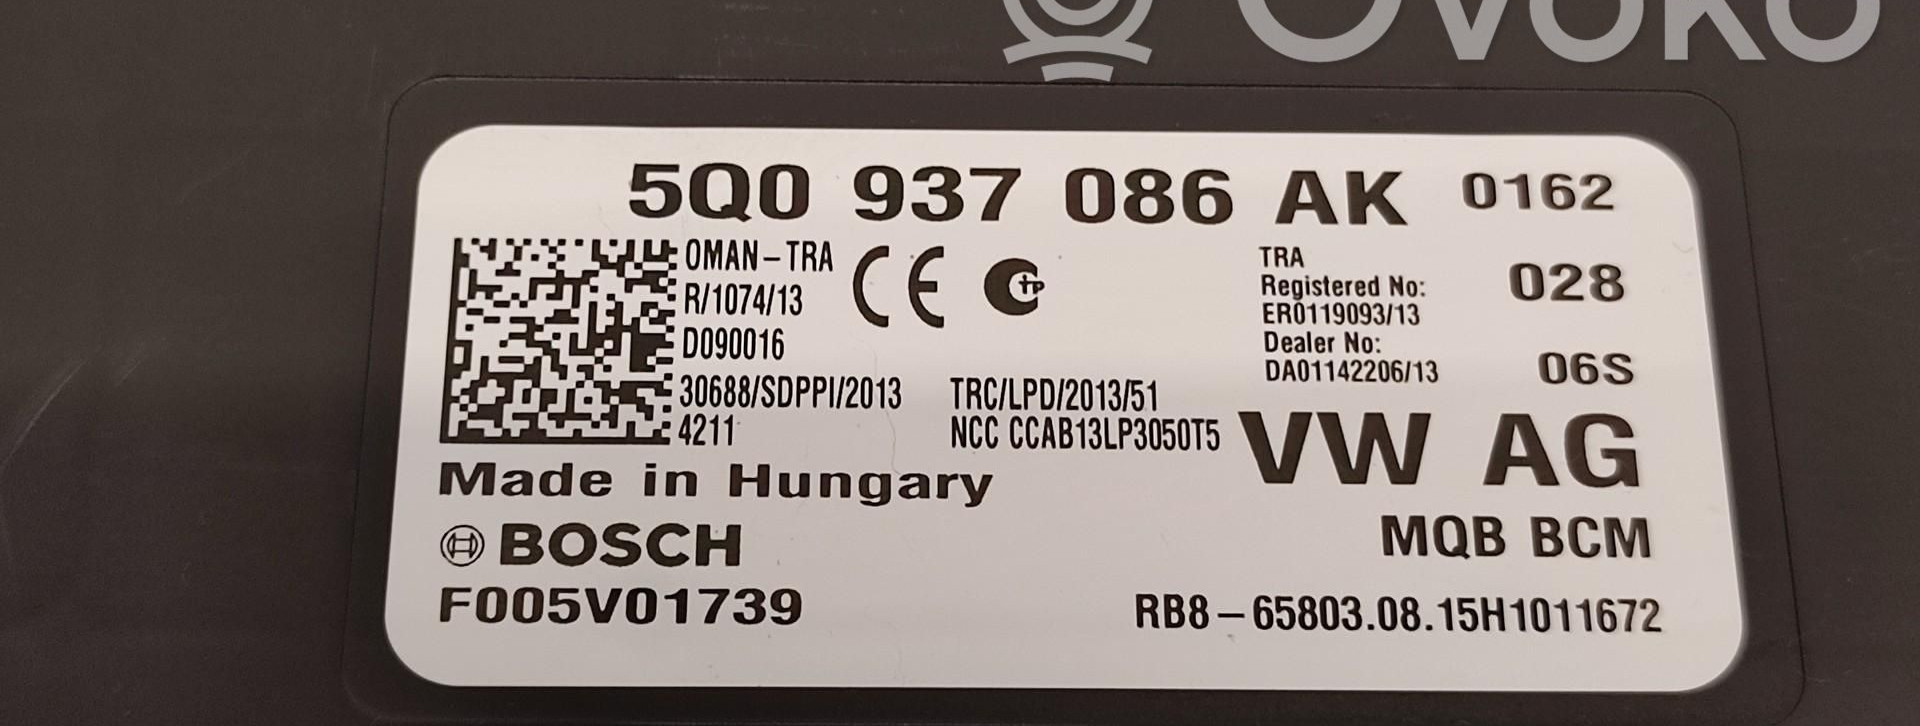 OVOKO
5Q0 937 086 AK 0162
OMAN-TRA
R/1074/13
D090016
30688/SDPPI/2013
4211
CE
TP
TRC/LPD/2013/51
NCC CCAB13LP3050T5
TRA
Registered No:
ER0119093/13
Dealer No:
DA01142206/13
028
06S
VW AG
MQB BCM
Made in Hungary
BOSCH
F005V01739
RB8-65803.08.15H1011672